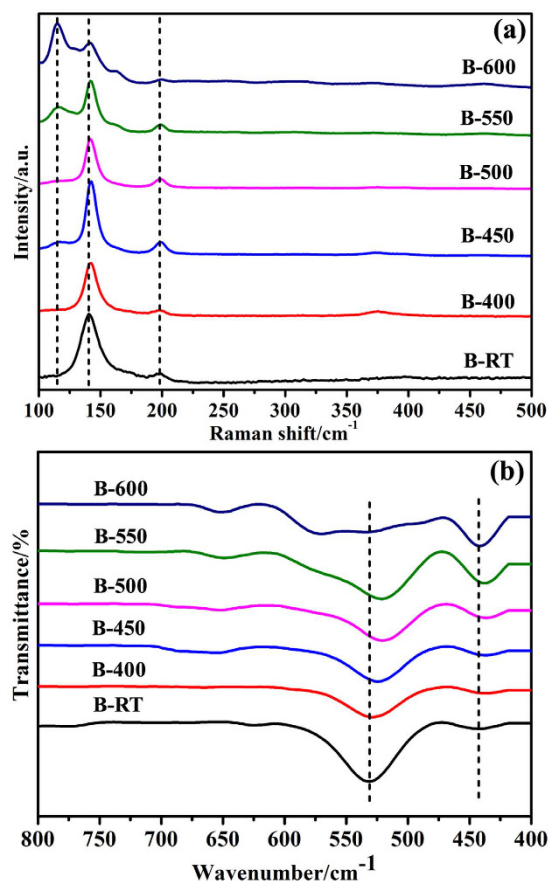 (a)
B-600
B-550
B-500
B-450
B-400
B-RT
Intensity/a.u.
100 150 200 250 300 350 400 450 500
Raman shift/cm-1
(b)
B-600
B-550
B-500
B-450
B-400
B-RT
Transmittance/%
800 750 700 650 600 550 500 450 400
Wavenumber/cm-1